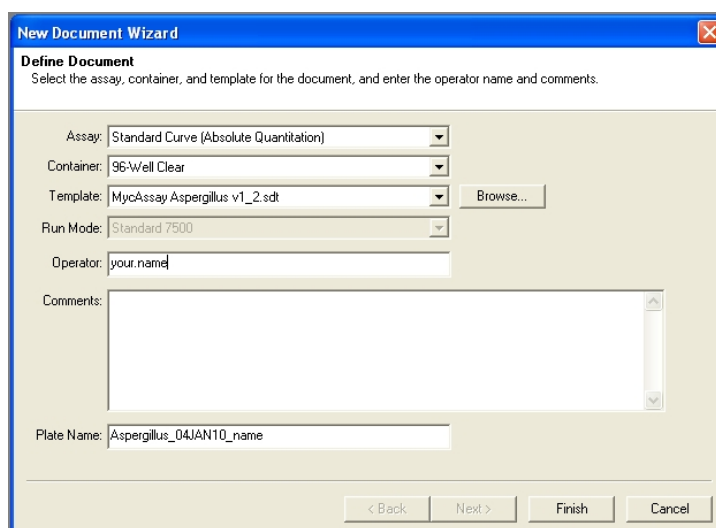 New Document Wizard
Define Document
Select the assay, container, and template for the document, and enter the operator name and comments.
Assay: Standard Curve (Absolute Quantitation)
Container: 96-Well Clear
Template: MycAssay Aspergillus v1_2.sdt Browse...
Run Mode: Standard 7500
Operator: your.name
Comments:
Plate Name: Aspergillus_04JAN10_name
< Back Next > Finish Cancel